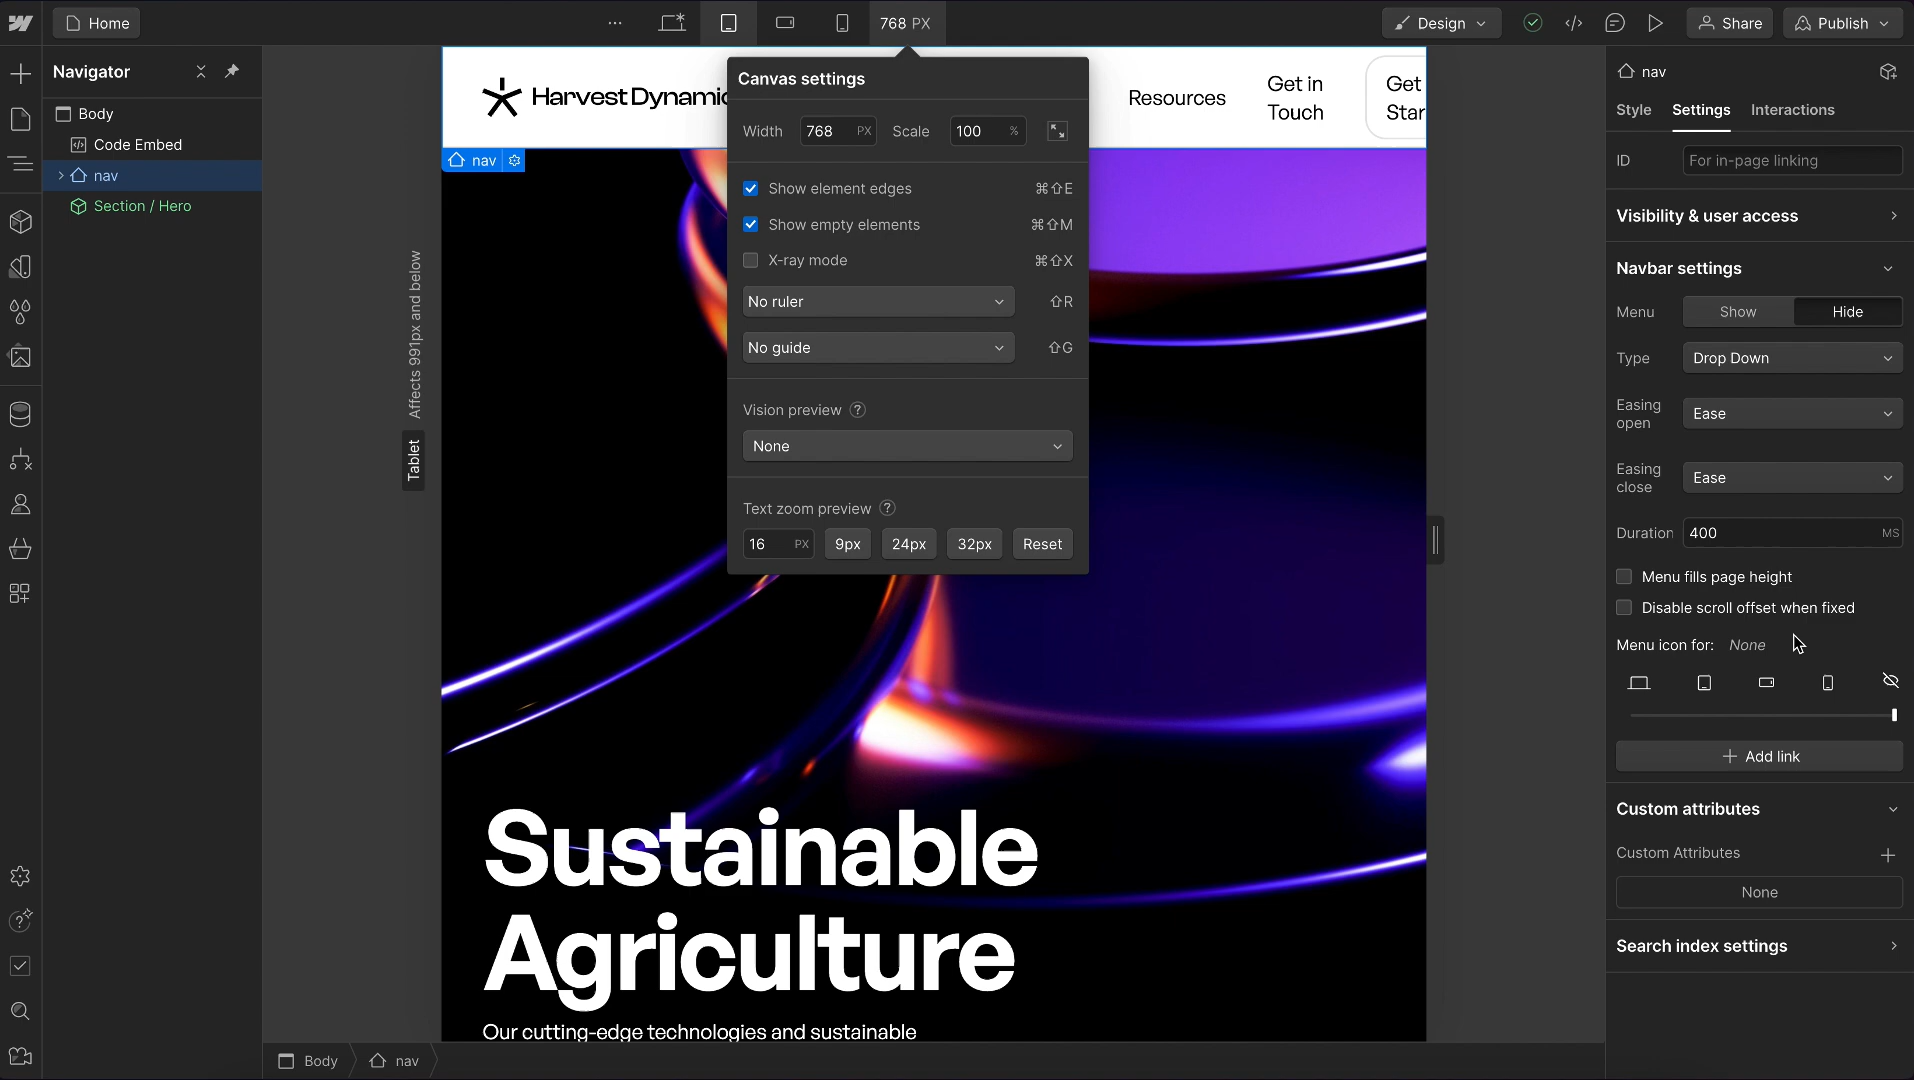 Home
768 PX
Design
Share
Publish
Navigator
Body
Code Embed
nav
Section / Hero
Affects 991px and below
Tablet
Harvest Dynamic
Resources
Get in
Touch
Get
Star
nav
Canvas settings
Width 768 PX Scale 100 %
Show element edges ⌘⇧E
Show empty elements ⌘⇧M
X-ray mode ⌘⇧X
No ruler ⇧R
No guide ⇧G
Vision preview ?
None
Text zoom preview ?
16 PX 9px 24px 32px Reset
Sustainable
Agriculture
Our cutting-edge technologies and sustainable
Body nav
nav
Style Settings Interactions
ID For in-page linking
Visibility & user access
Navbar settings
Menu Show Hide
Type Drop Down
Easing
open
Ease
Easing
close
Ease
Duration 400 MS
Menu fills page height
Disable scroll offset when fixed
Menu icon for: None
Add link
Custom attributes
Custom Attributes
None
Search index settings